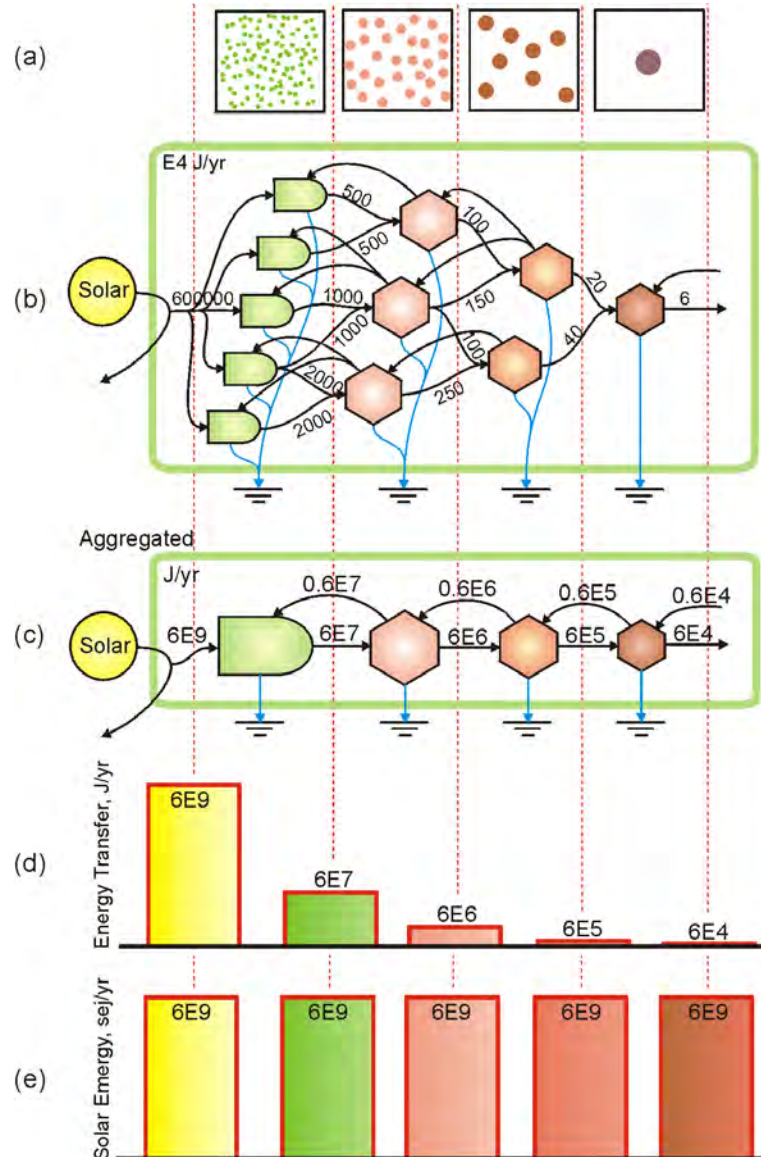 (a)
E4 J/yr
(b)
Solar
600000
500
500
1000
1000
2000
2000
100
150
100
250
20
40
6
Aggregated
J/yr
(c)
Solar
6E9
0.6E7
6E7
0.6E6
6E6
0.6E5
6E5
0.6E4
6E4
(d)
Energy Transfer, J/yr
6E9
6E7
6E6
6E5
6E4
(e)
Solar Emergy, sej/yr
6E9
6E9
6E9
6E9
6E9